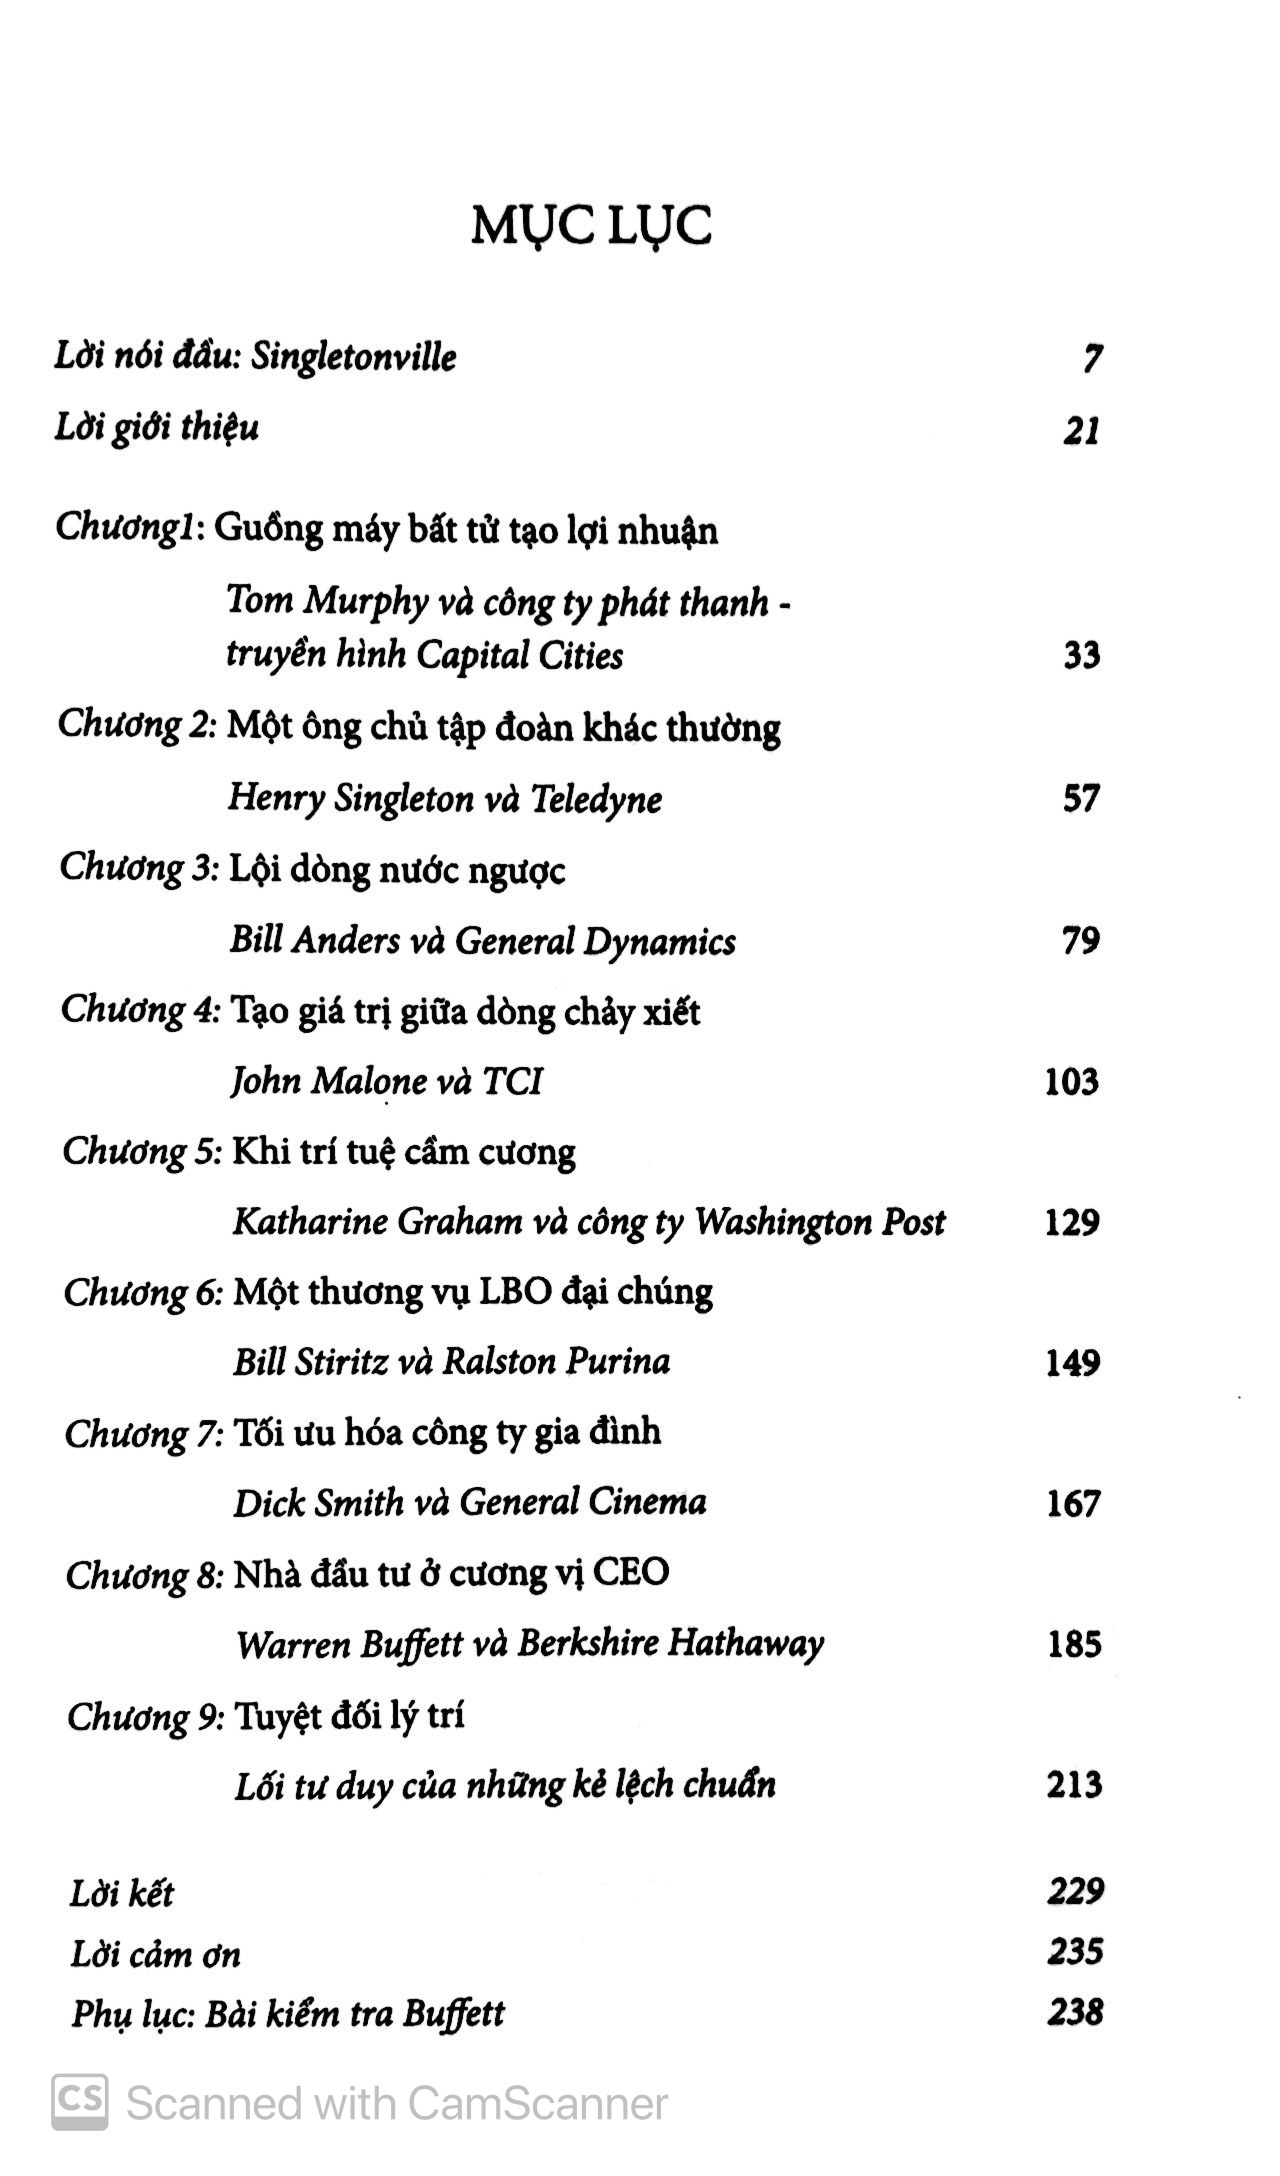 MỤC LỤC
Lời nói đầu: Singletonville 7
Lời giới thiệu 21
Chương1: Guồng máy bất tử tạo lợi nhuận
Tom Murphy và công ty phát thanh -
truyền hình Capital Cities 33
Chương 2: Một ông chủ tập đoàn khác thường
Henry Singleton và Teledyne 57
Chương 3: Lội dòng nước ngược
Bill Anders và General Dynamics 79
Chương 4: Tạo giá trị giữa dòng chảy xiết
John Malone và TCI 103
Chương 5: Khi trí tuệ cầm cương
Katharine Graham và công ty Washington Post 129
Chương 6: Một thương vụ LBO đại chúng
Bill Stiritz và Ralston Purina 149
Chương 7: Tối ưu hóa công ty gia đình
Dick Smith và General Cinema 167
Chương 8: Nhà đầu tư ở cương vị CEO
Warren Buffett và Berkshire Hathaway 185
Chương 9: Tuyệt đối lý trí
Lối tư duy của những kẻ lệch chuẩn 213
Lời kết 229
Lời cảm ơn 235
Phụ lục: Bài kiểm tra Buffett 238
CS Scanned with CamScanner